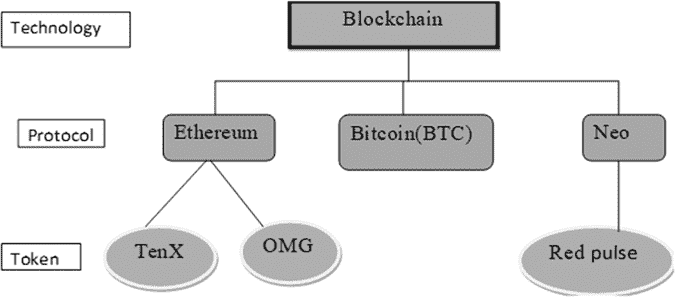 Technology
Blockchain
Protocol
Ethereum
Bitcoin(BTC)
Neo
Token
TenX
OMG
Red pulse